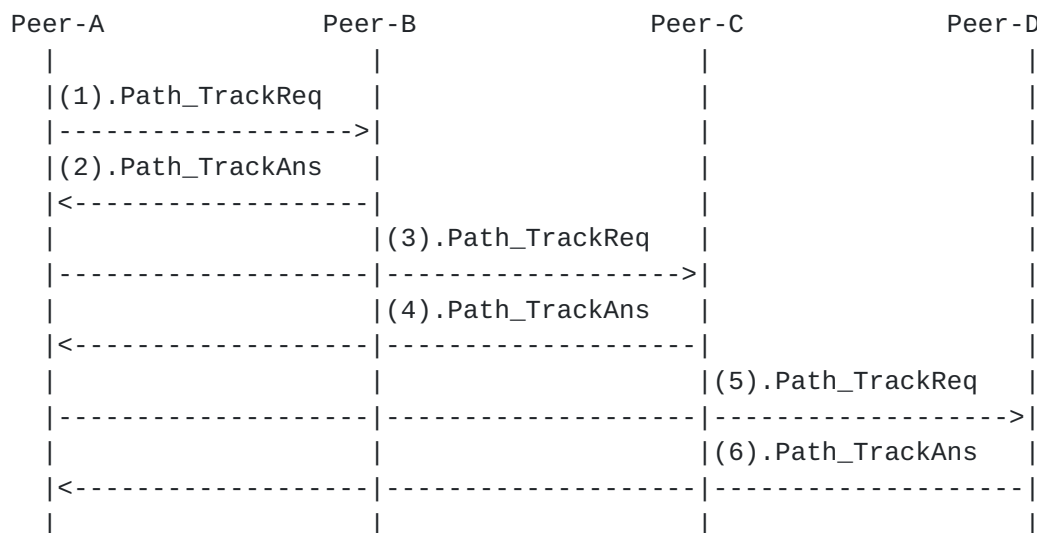 Peer-A Peer-B Peer-C Peer-D
(1).Path_TrackReq
(2).Path_TrackAns
(3).Path_TrackReq
(4).Path_TrackAns
(5).Path_TrackReq
(6).Path_TrackAns